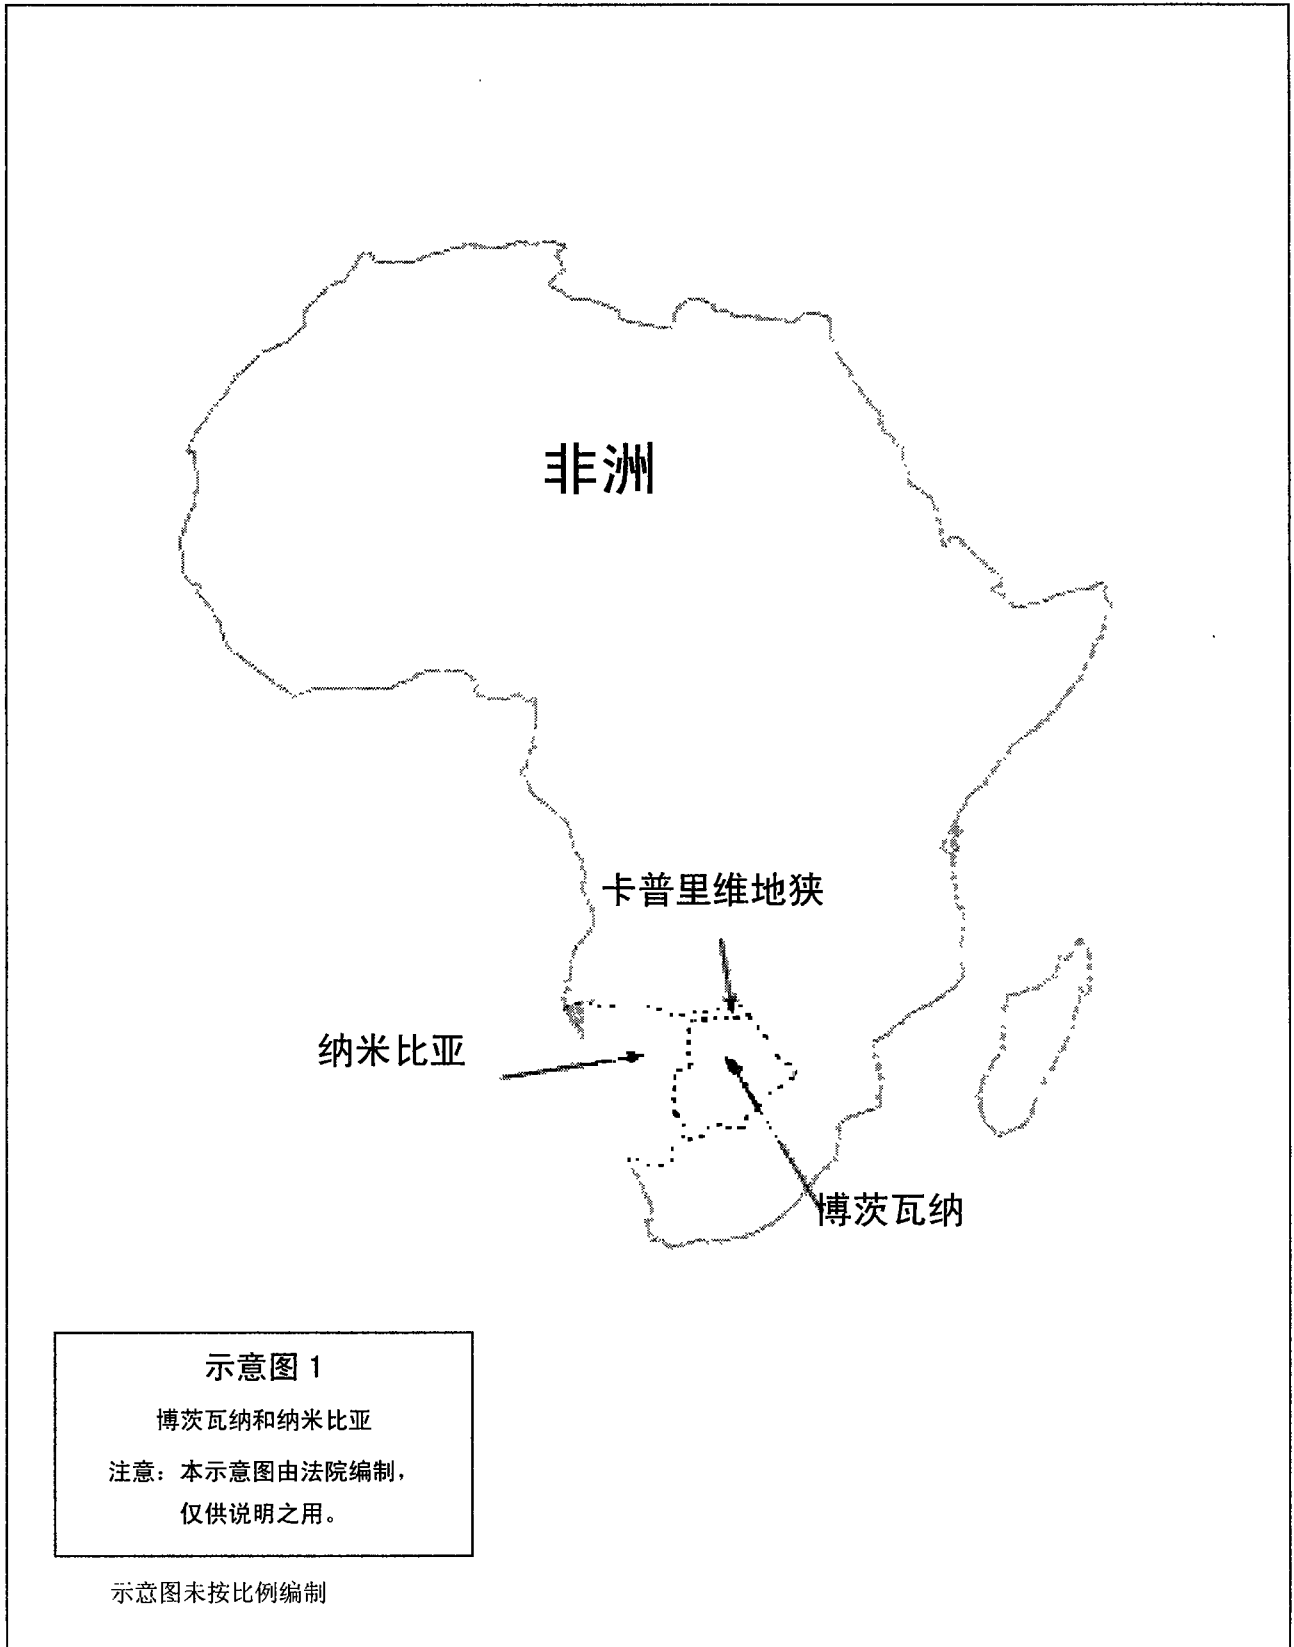 非洲
卡普里维地狭
纳米比亚
博茨瓦纳
示意图 1
博茨瓦纳和纳米比亚
注意：本示意图由法院编制，
仅供说明之用。
示意图未按比例编制